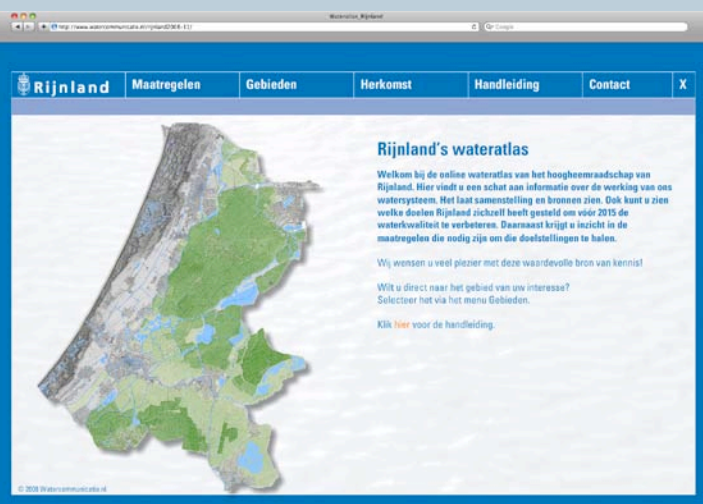 Wateratlas_Rijnland
Google
Rijnland
Maatregelen
Gebieden
Herkomst
Handleiding
Contact
X
Rijnland's wateratlas
Welkom bij de online wateratlas van het hoogheemraadschap van
Rijnland. Hier vindt u een schat aan informatie over de werking van ons
watersysteem. Het laat samenstelling en bronnen zien. Ook kunt u zien
welke doelen Rijnland zichzelf heeft gesteld om vóór 2015 de
waterkwaliteit te verbeteren. Daarnaast krijgt u inzicht in de
maatregelen die nodig zijn om die doelstellingen te halen.
Wij wensen u veel plezier met deze waardevolle bron van kennis!
Wilt u direct naar het gebied van uw interesse?
Selecteer het via het menu Gebieden.
Klik hier voor de handleiding.
© 2008 Watercommunicatie.nl